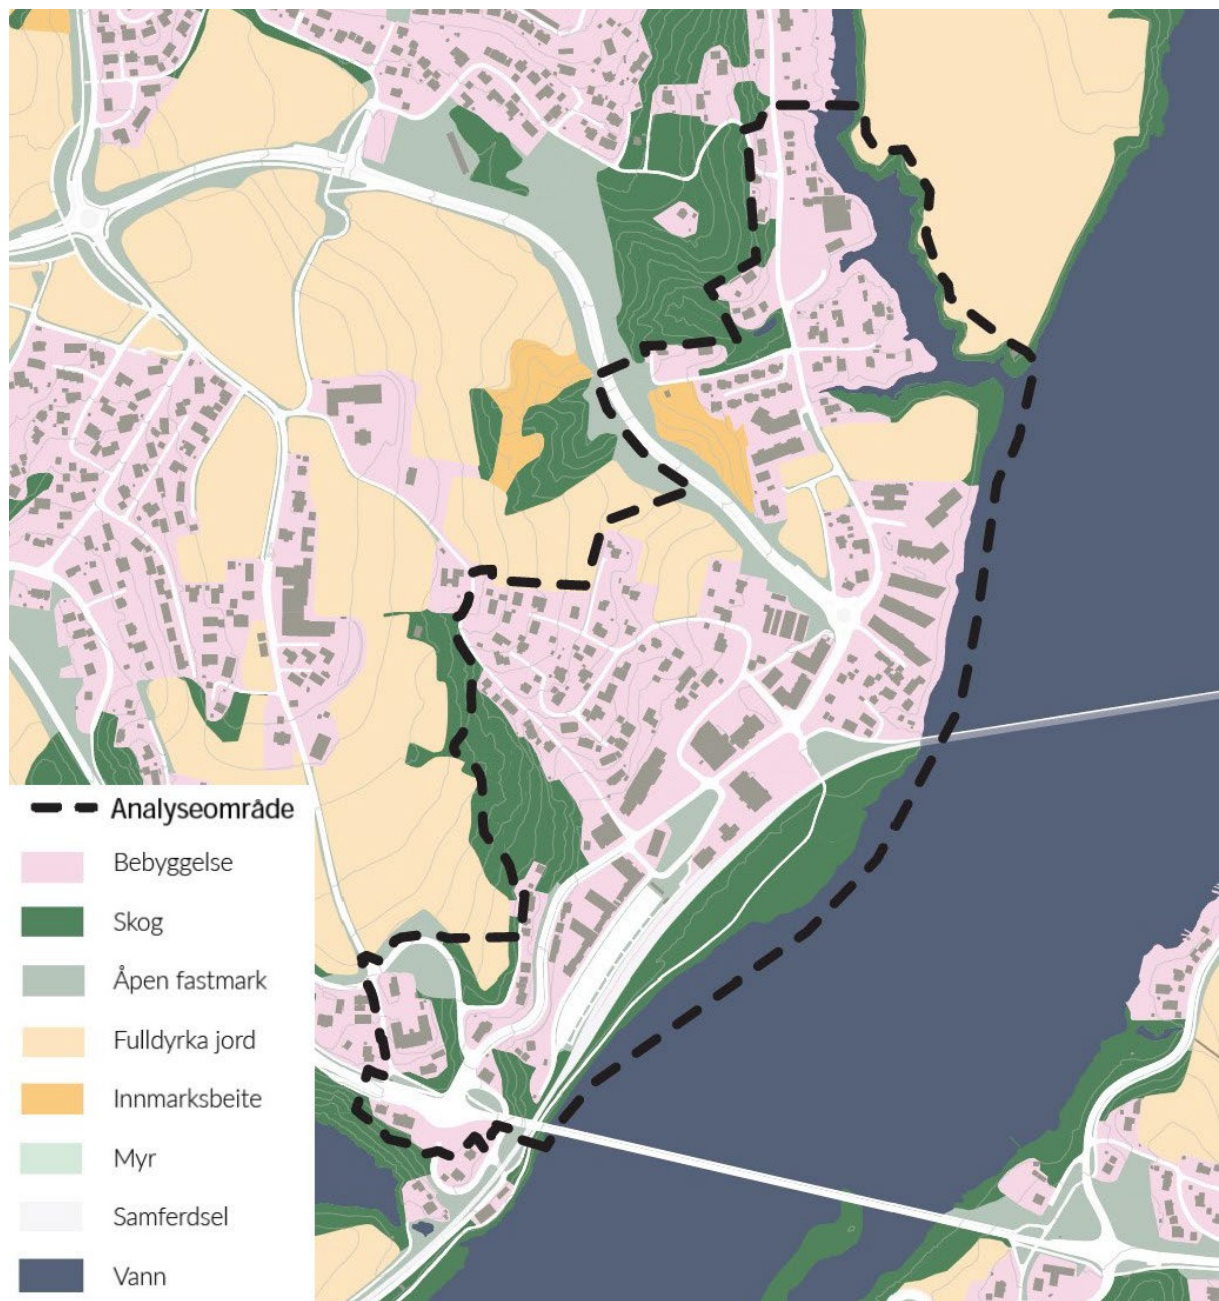 Analyseområde
Bebyggelse
Skog
Åpen fastmark
Fulldyrka jord
Innmarksbeite
Myr
Samferdsel
Vann